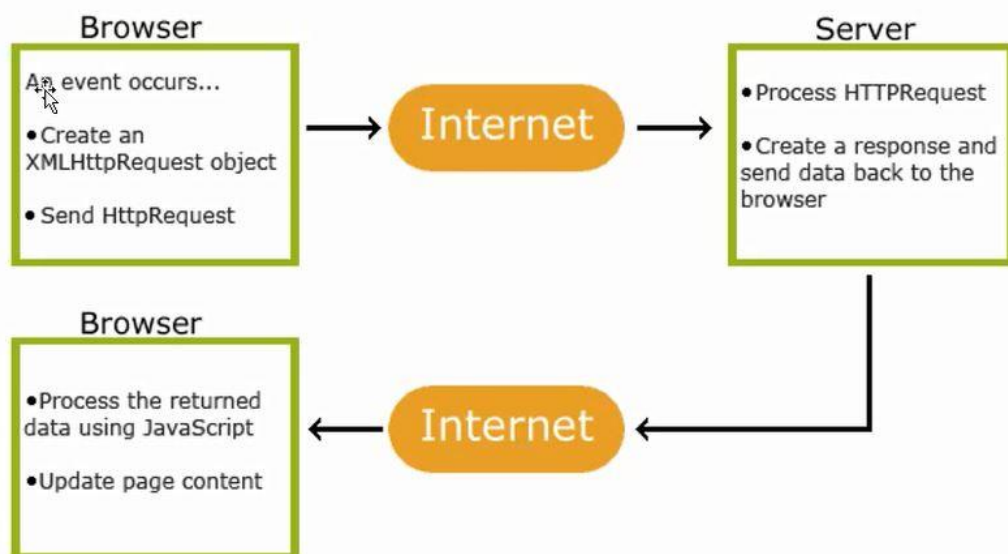 Browser
An event occurs...
•Create an
XMLHttpRequest object
• Send HttpRequest
Internet
Server
•Process HTTPRequest
•Create a response and
send data back to the
browser
Browser
•Process the returned
data using JavaScript
•Update page content
Internet